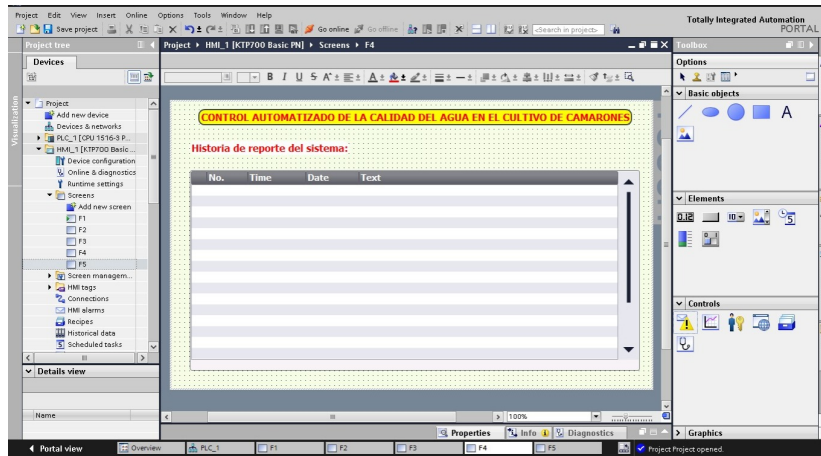 Project Edit View Insert Online Options Tools Window Help
Totally Integrated Automation
PORTAL
Save project
Go online
Go offline
<Search in project>
Project tree
Project ▸ HMI_1 [KTP700 Basic PN] ▸ Screens ▸ F4
Toolbox
Devices
Options
Visualization
Project
Add new device
Devices & networks
PLC_1 [CPU 1516-3 P...
HMI_1 [KTP700 Basic ...
Device configuration
Online & diagnostics
Runtime settings
Screens
Add new screen
F1
F2
F3
F4
F5
Screen managem...
HMI tags
Connections
HMI alarms
Recipes
Historical data
Scheduled tasks
Details view
Name
CONTROL AUTOMATIZADO DE LA CALIDAD DEL AGUA EN EL CULTIVO DE CAMARONES
Historia de reporte del sistema:
No. Time Date Text
100%
Properties Info Diagnostics
Basic objects
Elements
Controls
Graphics
Portal view Overview PLC_1 F1 F2 F3 F4 F5 Project Project opened.